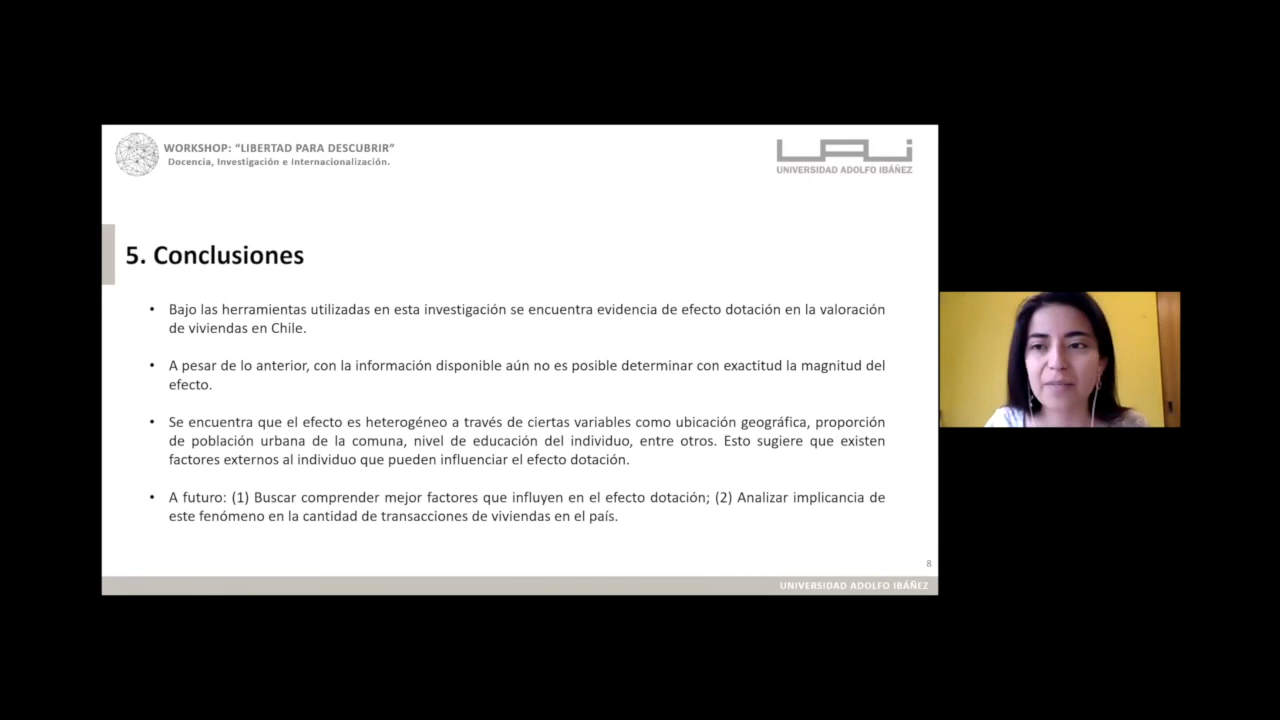 WORKSHOP: “LIBERTAD PARA DESCUBRIR”
Docencia, Investigación e Internacionalización.
UAI
UNIVERSIDAD ADOLFO IBÁÑEZ
5. Conclusiones
• Bajo las herramientas utilizadas en esta investigación se encuentra evidencia de efecto dotación en la valoración
de viviendas en Chile.
• A pesar de lo anterior, con la información disponible aún no es posible determinar con exactitud la magnitud del
efecto.
• Se encuentra que el efecto es heterogéneo a través de ciertas variables como ubicación geográfica, proporción
de población urbana de la comuna, nivel de educación del individuo, entre otros. Esto sugiere que existen
factores externos al individuo que pueden influenciar el efecto dotación.
• A futuro: (1) Buscar comprender mejor factores que influyen en el efecto dotación; (2) Analizar implicancia de
este fenómeno en la cantidad de transacciones de viviendas en el país.
8
UNIVERSIDAD ADOLFO IBÁÑEZ